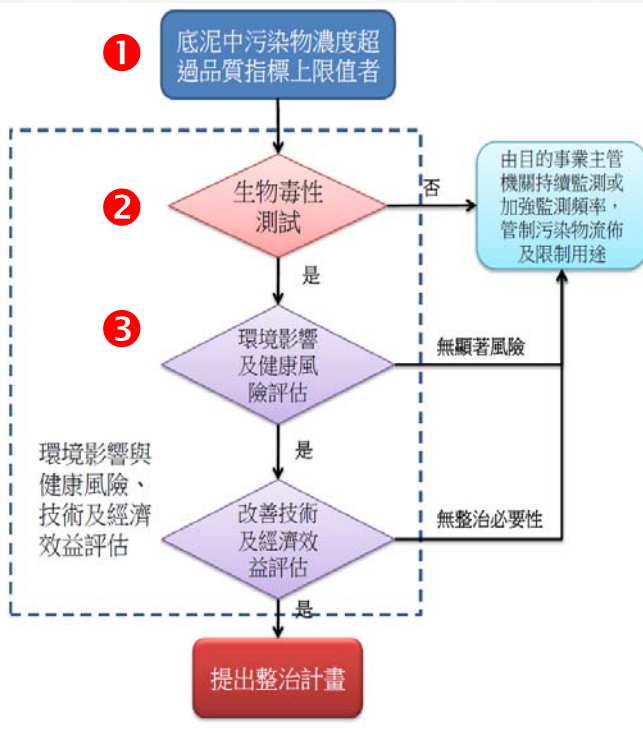 1
底泥中污染物濃度超
過品質指標上限值者
2
生物毒性
測試
否
由目的事業主管
機關持續監測或
加強監測頻率，
管制污染物流佈
及限制用途
是
3
環境影響
及健康風
險評估
無顯著風險
是
環境影響與
健康風險、
技術及經濟
效益評估
改善技術
及經濟效
益評估
無整治必要性
是
提出整治計畫